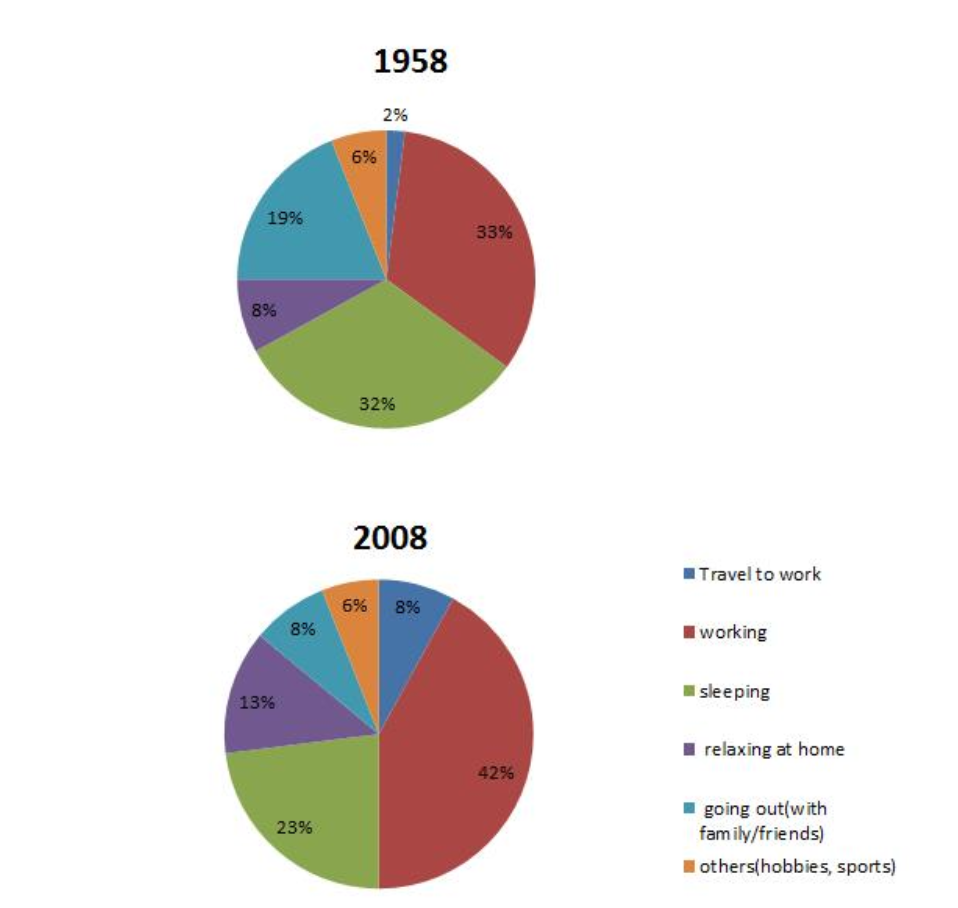 1958
2%
6%
19%
33%
8%
32%
2008
6%
8%
8%
13%
42%
23%
Travel to work
working
sleeping
relaxing at home
going out(with
family/friends)
others(hobbies, sports)